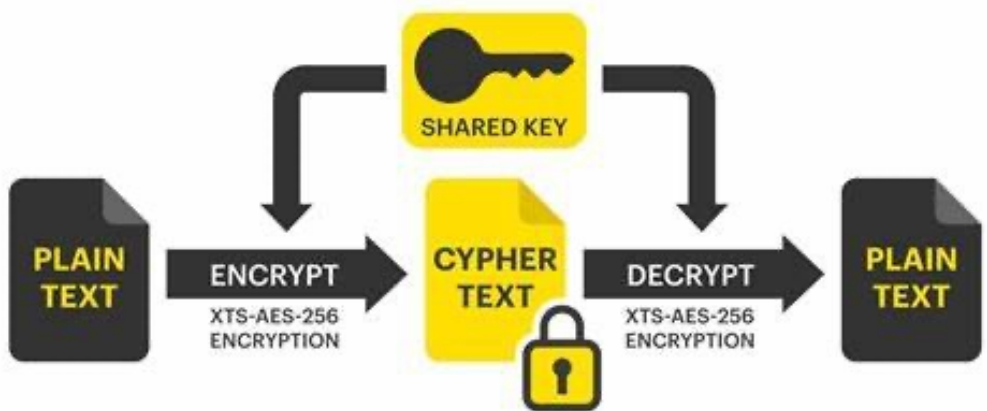 SHARED KEY
PLAIN
TEXT
ENCRYPT
XTS-AES-256
ENCRYPTION
CYPHER
TEXT
DECRYPT
XTS-AES-256
ENCRYPTION
PLAIN
TEXT